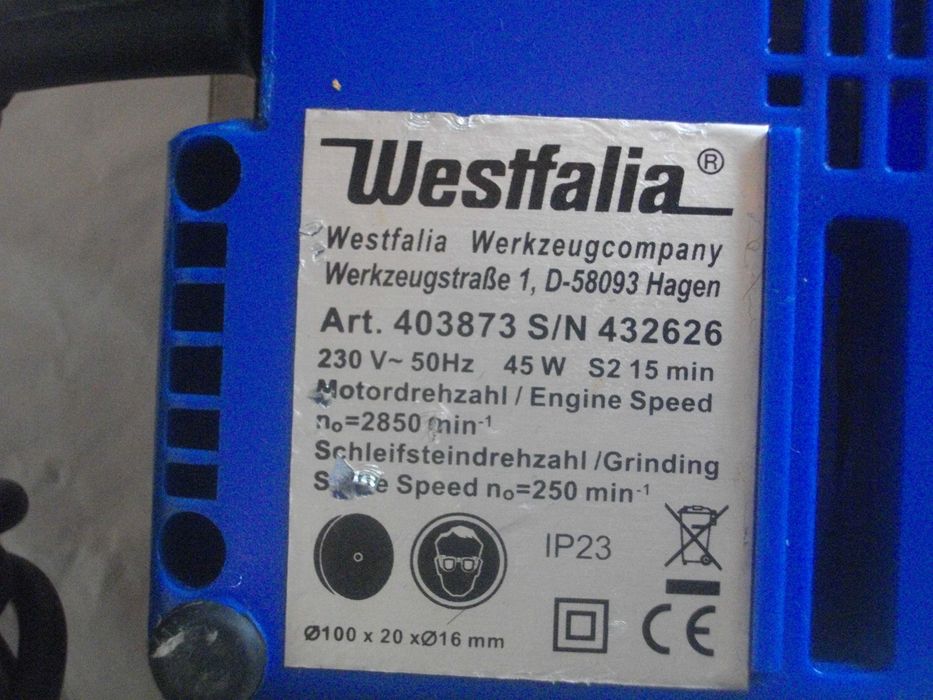 Westfalia ®
Westfalia Werkzeugcompany
Werkzeugstraße 1, D-58093 Hagen
Art. 403873 S/N 432626
230 V~ 50Hz 45 W S2 15 min
Motordrehzahl / Engine Speed
n₀=2850 min⁻¹
Schleifsteindrehzahl /Grinding
Speed n₀=250 min⁻¹
IP23
Ø100 x 20 xØ16 mm
CE